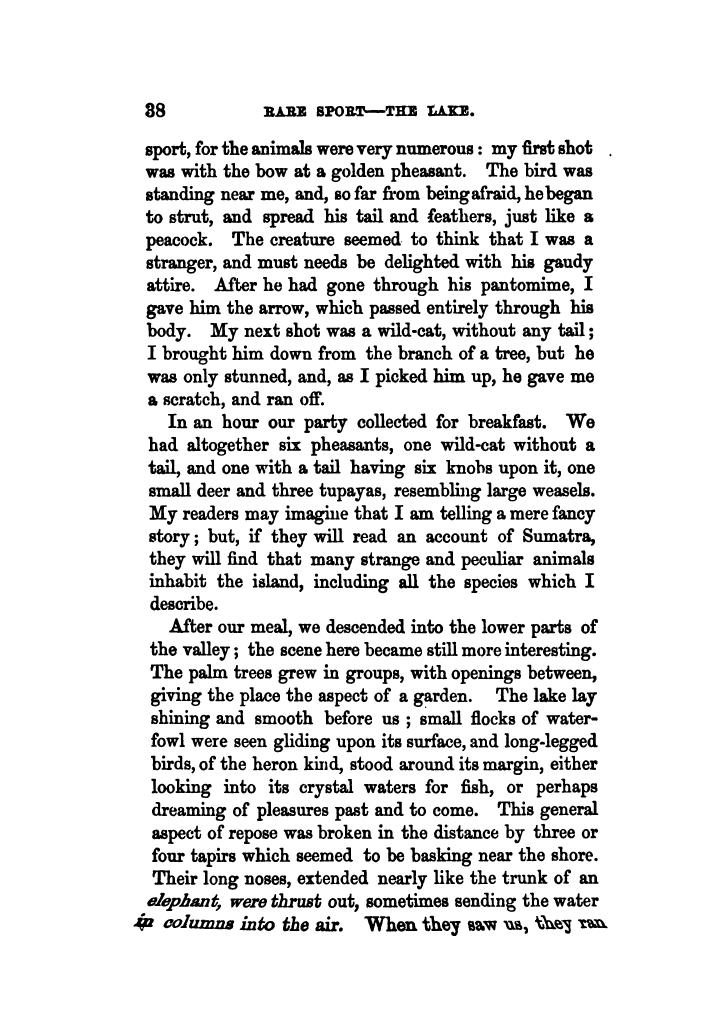 38 RARE SPORT—THE LAKE.
sport, for the animals were very numerous: my first shot
was with the bow at a golden pheasant. The bird was
standing near me, and, so far from being afraid, he began
to strut, and spread his tail and feathers, just like a
peacock. The creature seemed to think that I was a
stranger, and must needs be delighted with his gaudy
attire. After he had gone through his pantomime, I
gave him the arrow, which passed entirely through his
body. My next shot was a wild-cat, without any tail;
I brought him down from the branch of a tree, but he
was only stunned, and, as I picked him up, he gave me
a scratch, and ran off.
In an hour our party collected for breakfast. We
had altogether six pheasants, one wild-cat without a
tail, and one with a tail having six knobs upon it, one
small deer and three tupayas, resembling large weasels.
My readers may imagine that I am telling a mere fancy
story; but, if they will read an account of Sumatra,
they will find that many strange and peculiar animals
inhabit the island, including all the species which I
describe.
After our meal, we descended into the lower parts of
the valley; the scene here became still more interesting.
The palm trees grew in groups, with openings between,
giving the place the aspect of a garden. The lake lay
shining and smooth before us; small flocks of water-
fowl were seen gliding upon its surface, and long-legged
birds, of the heron kind, stood around its margin, either
looking into its crystal waters for fish, or perhaps
dreaming of pleasures past and to come. This general
aspect of repose was broken in the distance by three or
four tapirs which seemed to be basking near the shore.
Their long noses, extended nearly like the trunk of an
elephant, were thrust out, sometimes sending the water
in columns into the air. When they saw us, they ran